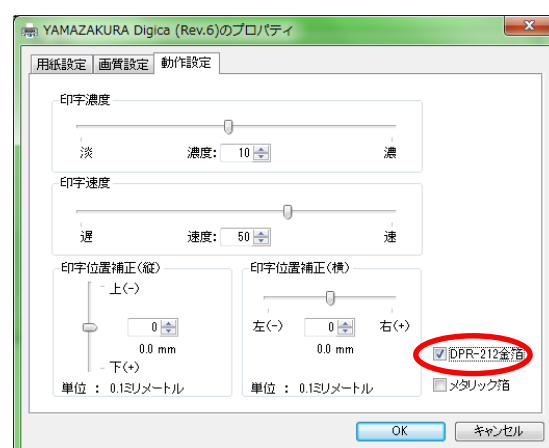 YAMAZAKURA Digica (Rev.6)のプロパティ
用紙設定 画質設定 動作設定
印字濃度
淡 濃度: 10 濃
印字速度
遅 速度: 50 速
印字位置補正(縦)
上(-)
0
0.0 mm
下(+)
単位 : 0.1ミリメートル
印字位置補正(横)
左(-) 0 右(+)
0.0 mm
単位 : 0.1ミリメートル
DPR-212金箔
メタリック箔
OK キャンセル